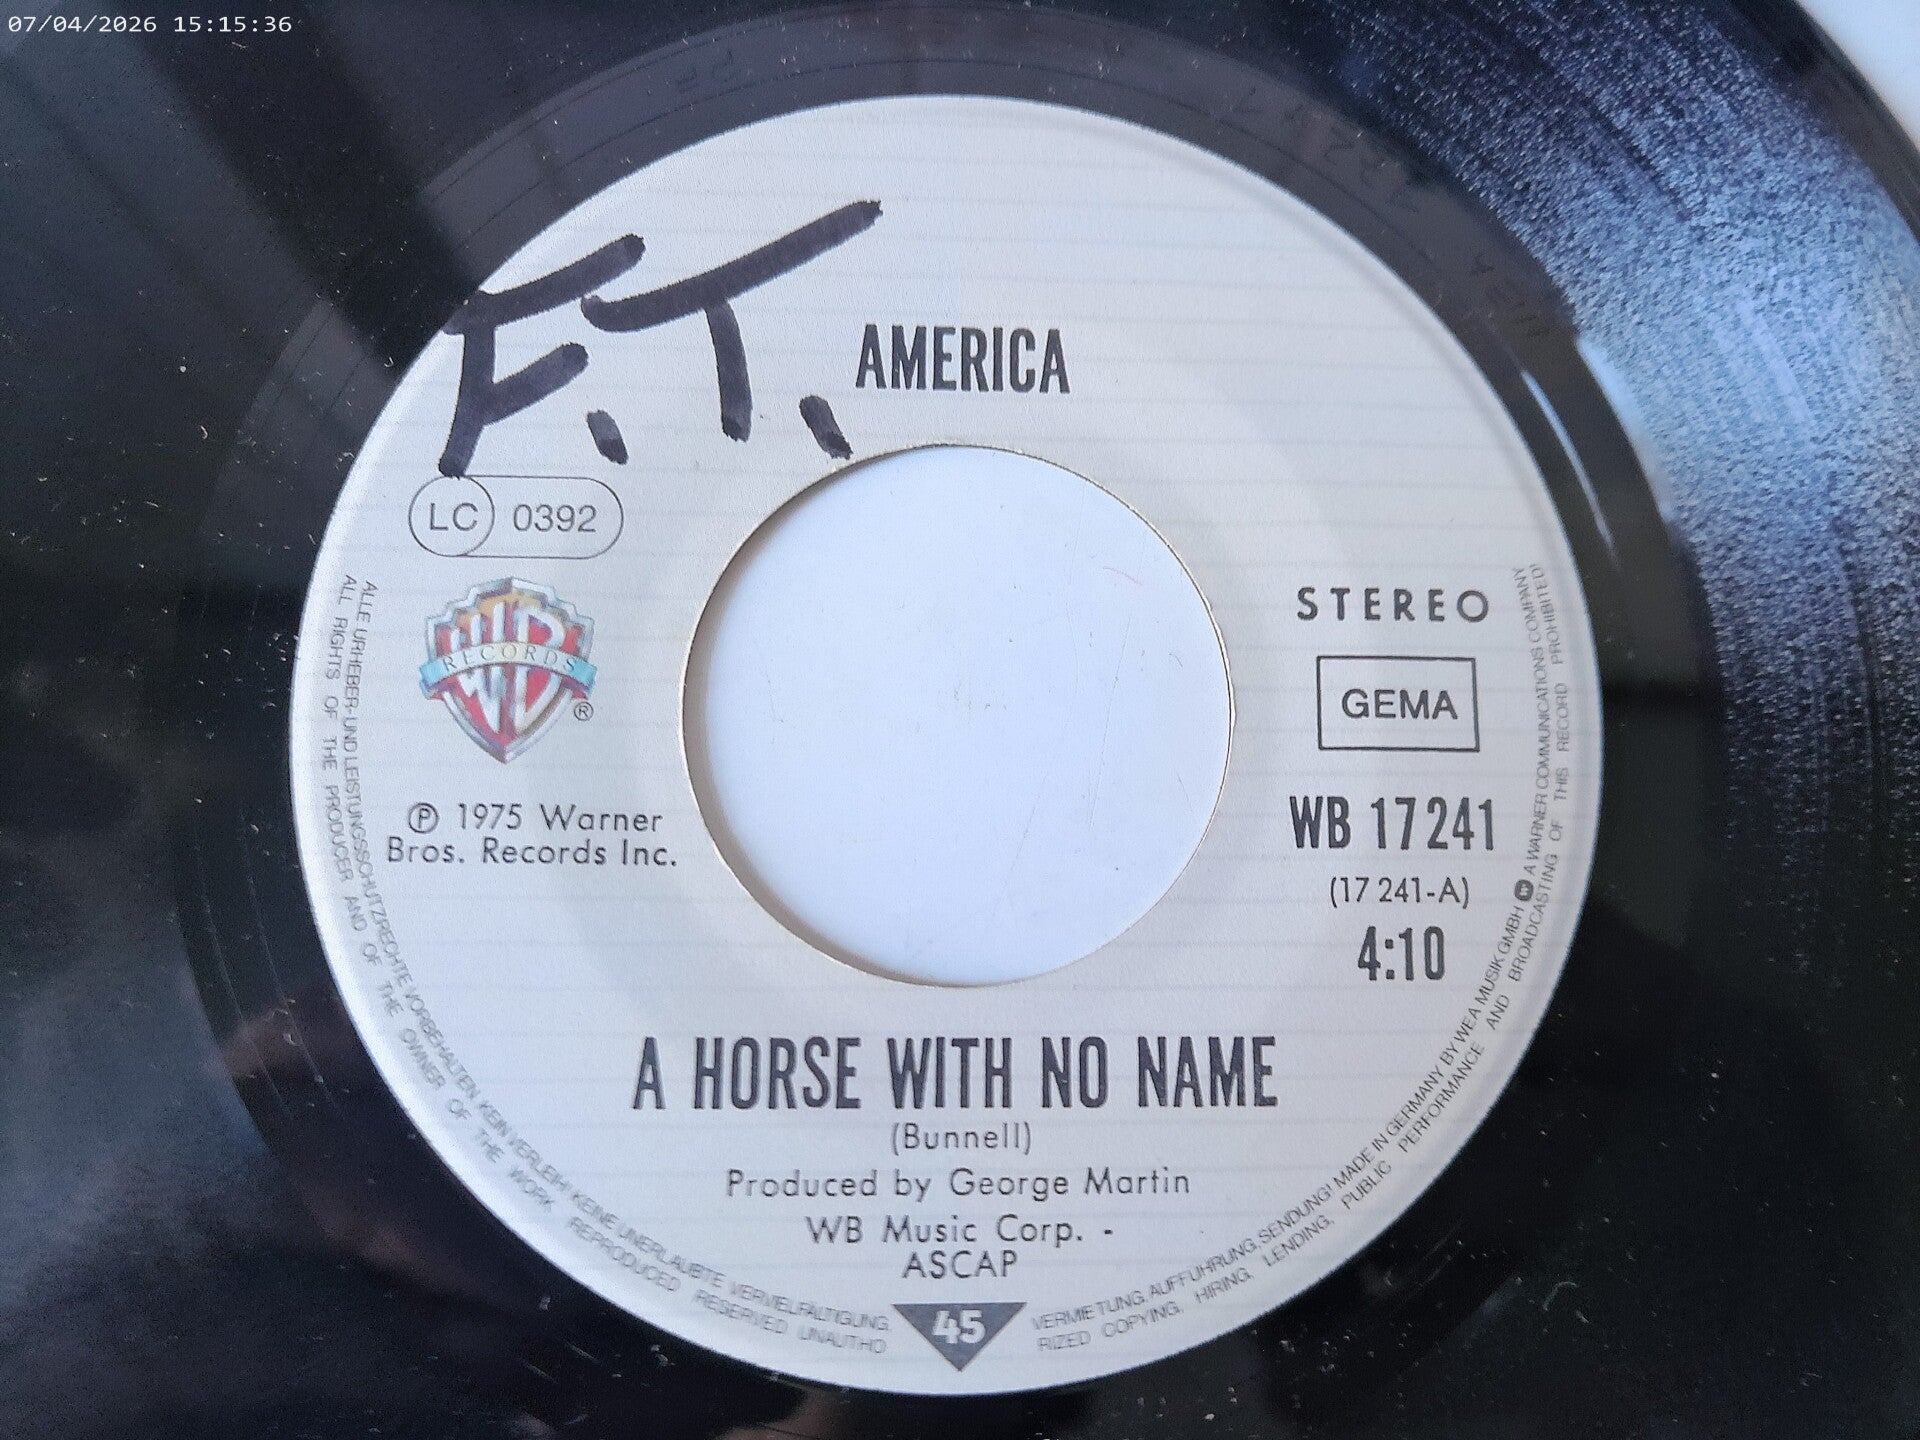 07/04/2026 15:15:36
F.T.
AMERICA
LC 0392
WB
RECORDS
®
STEREO
GEMA
℗ 1975 Warner
Bros. Records Inc.
WB 17 241
(17 241-A)
4:10
A HORSE WITH NO NAME
(Bunnell)
Produced by George Martin
WB Music Corp. -
ASCAP
45
ALLE URHEBER- UND LEISTUNGSSCHUTZRECHTE VORBEHALTEN KEIN VERLEIH! KEINE UNERLAUBTE VERVIELFÄLTIGUNG, VERMIETUNG, AUFFÜHRUNG, SENDUNG! MADE IN GERMANY BY WEA MUSIK GMBH A WARNER COMMUNICATIONS COMPANY
ALL RIGHTS OF THE PRODUCER AND OF THE OWNER OF THE WORK REPRODUCED RESERVED UNAUTHORIZED COPYING, HIRING, LENDING, PUBLIC PERFORMANCE AND BROADCASTING OF THIS RECORD PROHIBITED!